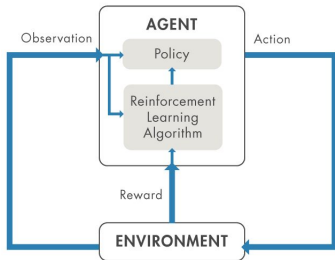 AGENT
Observation
Policy
Action
Reinforcement
Learning
Algorithm
Reward
ENVIRONMENT